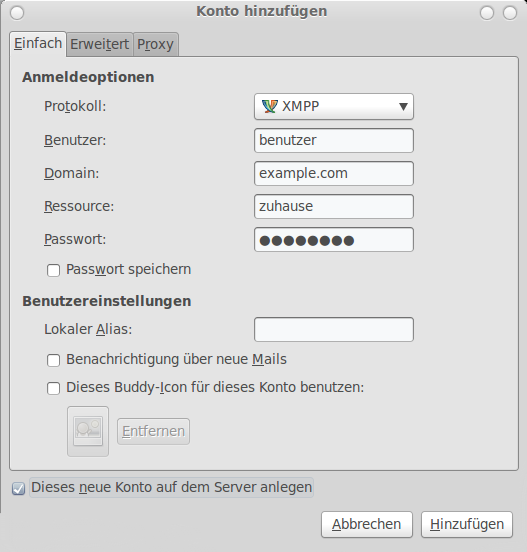 Konto hinzufügen
Einfach Erweitert Proxy
Anmeldeoptionen
Protokoll: XMPP
Benutzer: benutzer
Domain: example.com
Ressource: zuhause
Passwort: ●●●●●●●●
Passwort speichern
Benutzereinstellungen
Lokaler Alias:
Benachrichtigung über neue Mails
Dieses Buddy-Icon für dieses Konto benutzen:
Entfernen
Dieses neue Konto auf dem Server anlegen
Abbrechen Hinzufügen